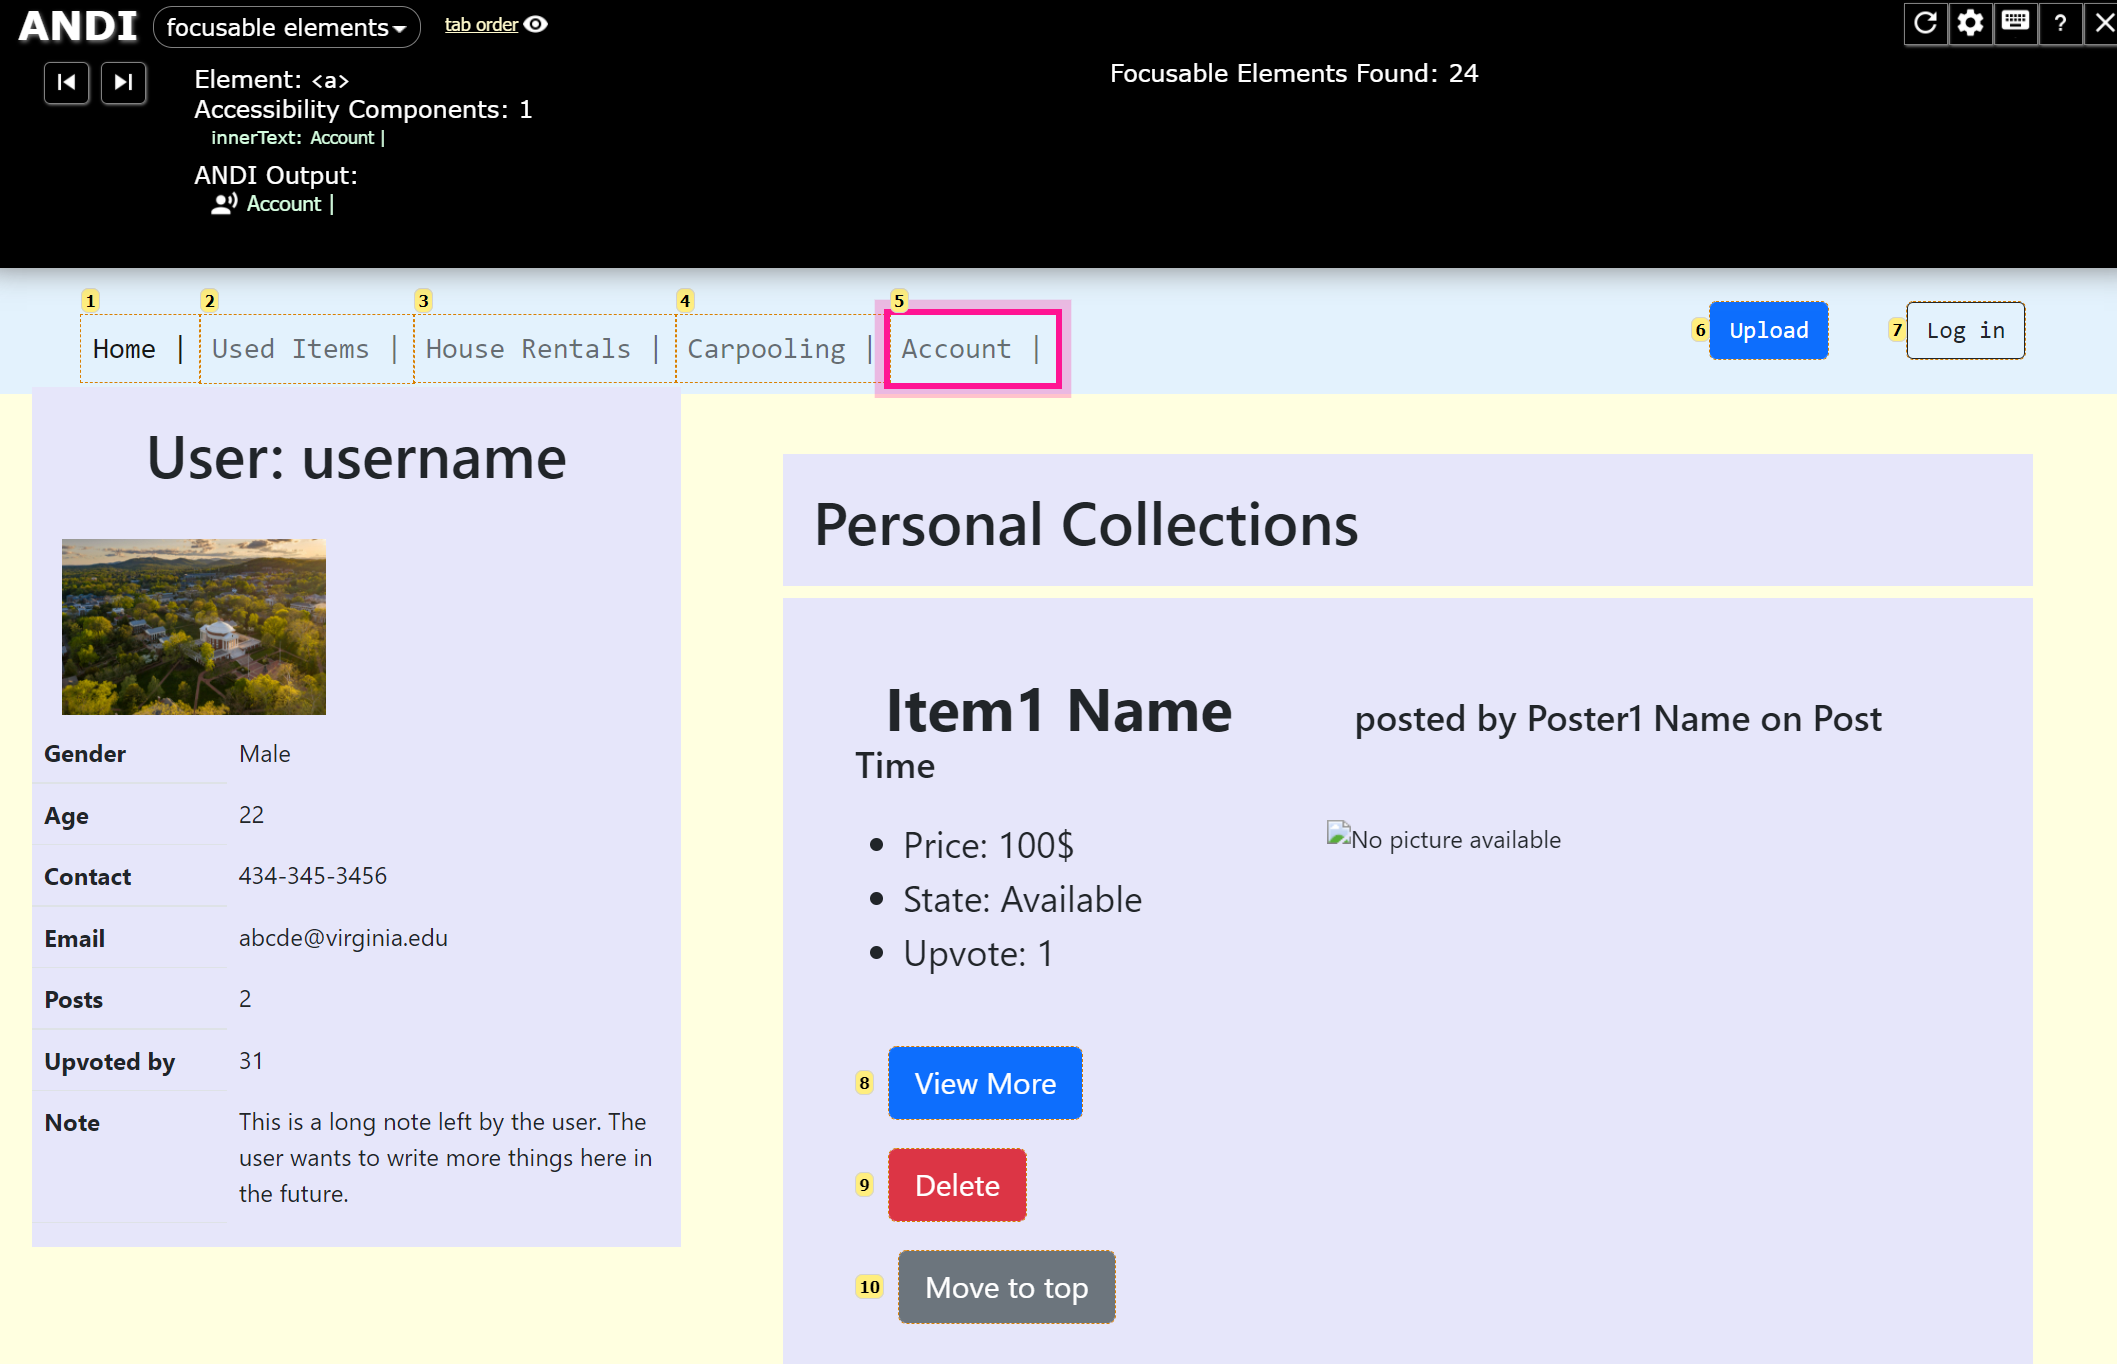 ANDI focusable elements tab order ?
Element: <a>
Focusable Elements Found: 24
Accessibility Components: 1
innerText: Account |
ANDI Output:
Account |
1 2 3 4 5
Home | Used Items | House Rentals | Carpooling | Account | 6 Upload 7 Log in
User: username
Gender Male
Age 22
Contact 434-345-3456
Email abcde@virginia.edu
Posts 2
Upvoted by 31
Note This is a long note left by the user. The
user wants to write more things here in
the future.
Personal Collections
Item1 Name posted by Poster1 Name on Post
Time
Price: 100$
State: Available
Upvote: 1
No picture available
8 View More
9 Delete
10 Move to top